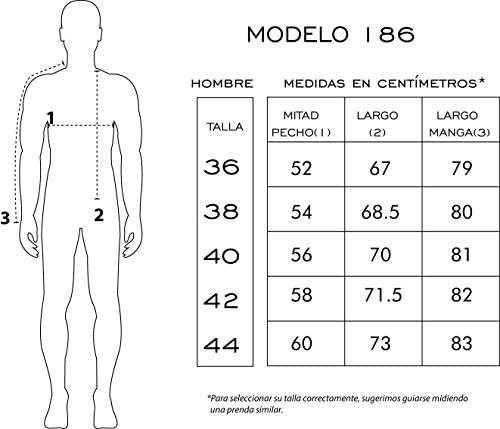 MODELO 186
HOMBRE MEDIDAS EN CENTÍMETROS*
TALLA MITAD PECHO(1) LARGO (2) LARGO MANGA(3)
36 52 67 79
38 54 68.5 80
40 56 70 81
42 58 71.5 82
44 60 73 83
1
2
3
*Para seleccionar su talla correctamente, sugerimos guiarse midiendo
una prenda similar.